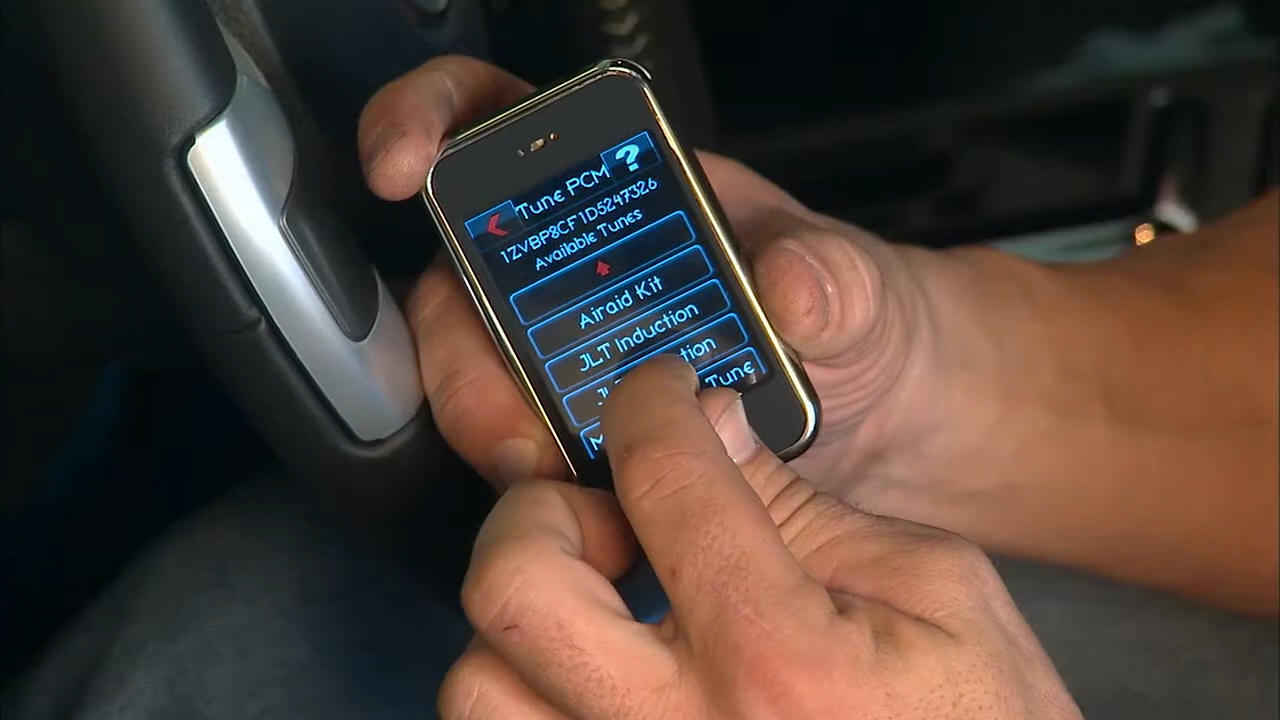 ?
Tune PCM
1ZVBP8CF1D5247326
Available Tunes
Airaid Kit
JLT Induction
Tune